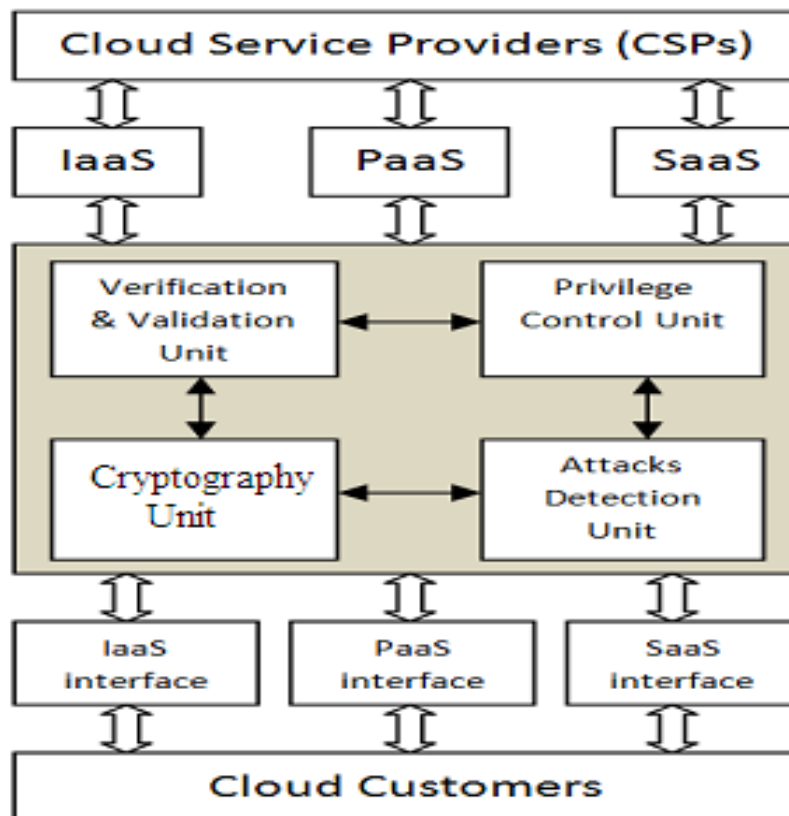 Cloud Service Providers (CSPs)
IaaS
PaaS
SaaS
Verification
& Validation
Unit
Privilege
Control Unit
Cryptography
Unit
Attacks
Detection
Unit
IaaS
interface
PaaS
interface
SaaS
interface
Cloud Customers